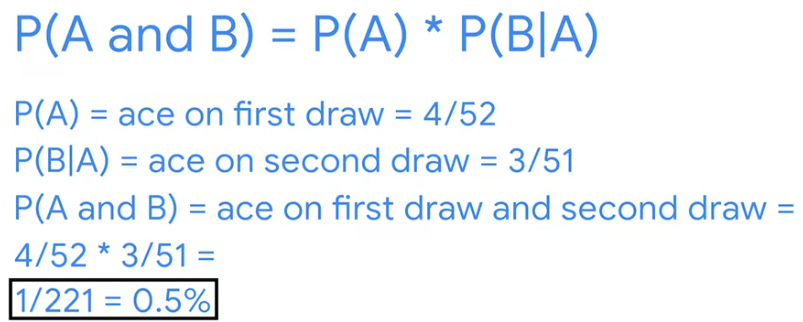 P(A and B) = P(A) * P(B|A)
P(A) = ace on first draw = 4/52
P(B|A) = ace on second draw = 3/51
P(A and B) = ace on first draw and second draw =
4/52 * 3/51 =
1/221 = 0.5%